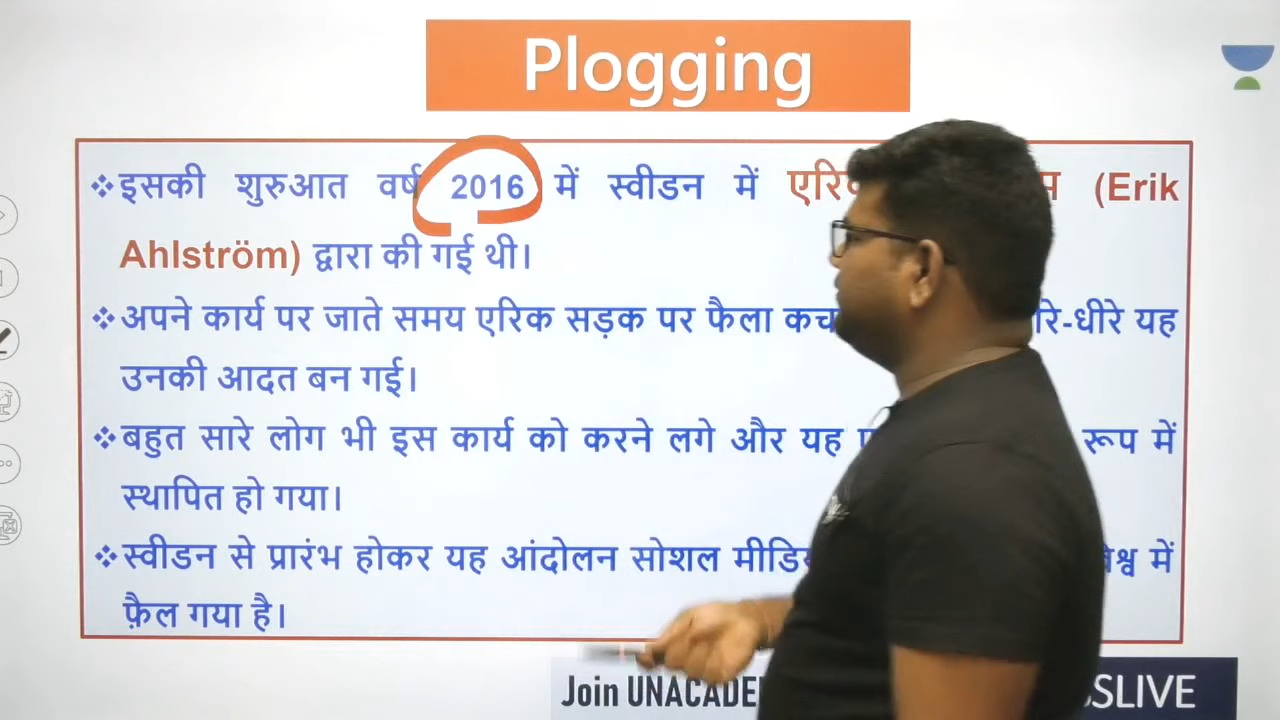 Plogging
❖इसकी शुरुआत वर्ष 2016 में स्वीडन में (Erik
Ahlström) द्वारा की गई थी।
❖अपने कार्य पर जाते समय एरिक सड़क पर फैला यह
उनकी आदत बन गई।
❖बहुत सारे लोग भी इस कार्य को करने लगे और यह रूप में
स्थापित हो गया।
❖स्वीडन से प्रारंभ होकर यह आंदोलन सोशल में
फ़ैल गया है।
Join